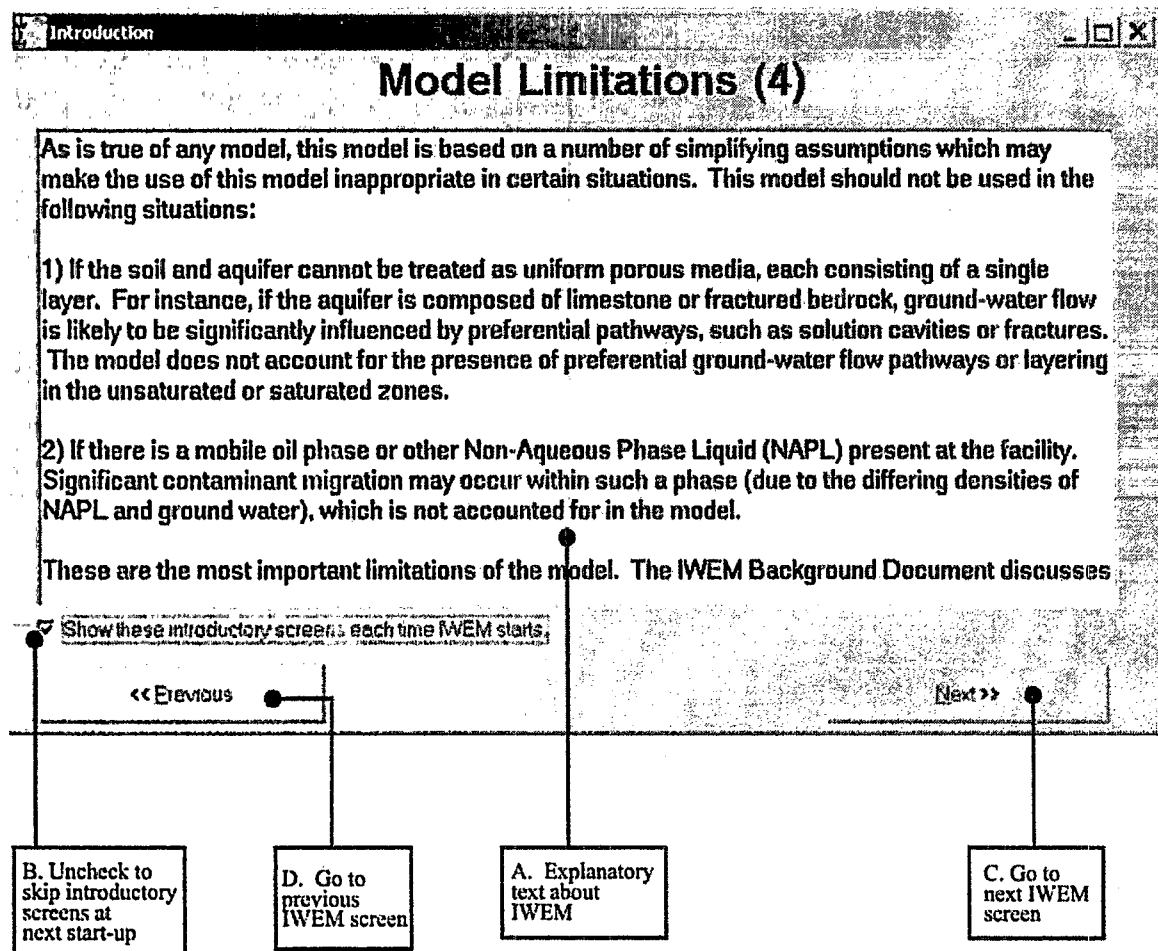 Introduction
Model Limitations (4)
As is true of any model, this model is based on a number of simplifying assumptions which may
make the use of this model inappropriate in certain situations. This model should not be used in the
following situations:
1) If the soil and aquifer cannot be treated as uniform porous media, each consisting of a single
layer. For instance, if the aquifer is composed of limestone or fractured bedrock, ground-water flow
is likely to be significantly influenced by preferential pathways, such as solution cavities or fractures.
The model does not account for the presence of preferential ground-water flow pathways or layering
in the unsaturated or saturated zones.
2) If there is a mobile oil phase or other Non-Aqueous Phase Liquid (NAPL) present at the facility.
Significant contaminant migration may occur within such a phase (due to the differing densities of
NAPL and ground water), which is not accounted for in the model.
These are the most important limitations of the model. The IWEM Background Document discusses
Show these introductory screens each time IWEM starts.
<< Previous
Next >>
B. Uncheck to
skip introductory
screens at
next start-up
D. Go to
previous
IWEM screen
A. Explanatory
text about
IWEM
C. Go to
next IWEM
screen